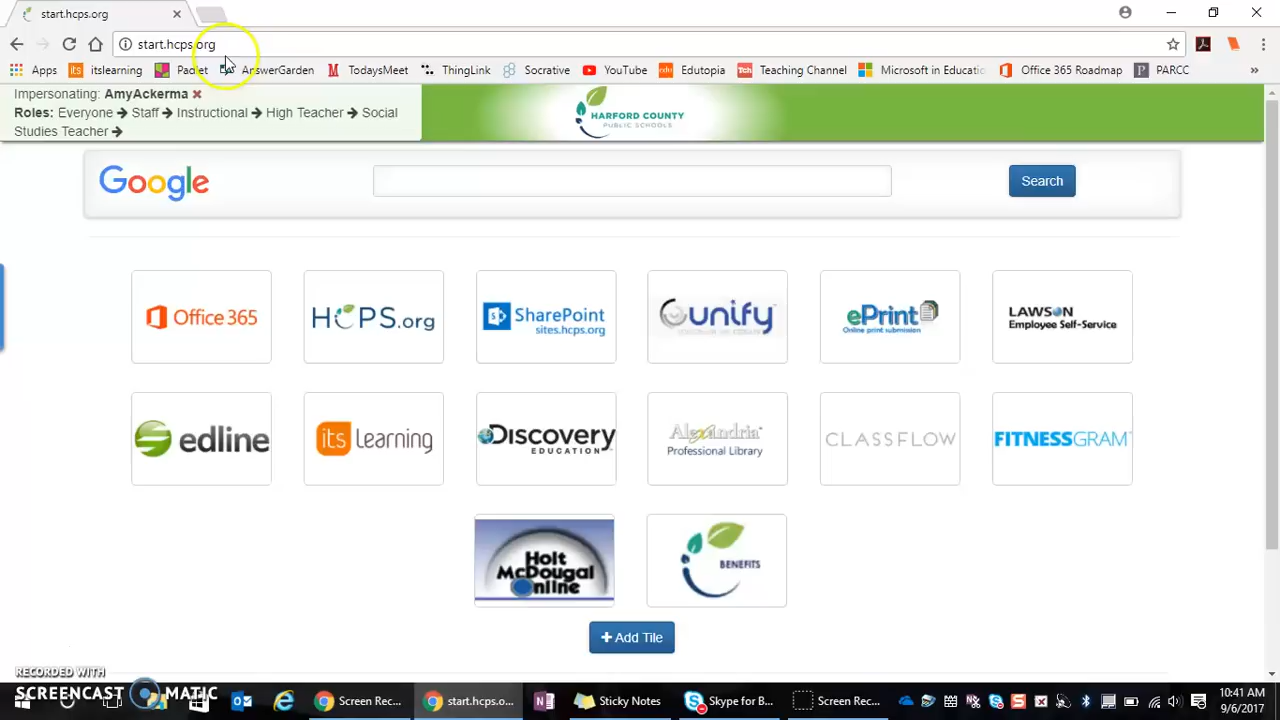 start.hcps.org
start.hcps.org
Apps its itslearning Padlet AnswerGarden TodaysMeet ThingLink Socrative YouTube Edutopia Tch Teaching Channel Microsoft in Educatio Office 365 Roadmap P PARCC »
Impersonating: AmyAckerma
Roles: Everyone Staff Instructional High Teacher Social
Studies Teacher
HARFORD COUNTY
PUBLIC SCHOOLS
Google Search
Office 365
HCPS.org
SharePoint
sites.hcps.org
unify
ePrint
Online print submission
LAWSON
Employee Self-Service
edline
its Learning
Discovery
EDUCATION
Alexandria
Professional Library
CLASSFLOW
FITNESSGRAM
Holt
McDougal
Online
BENEFITS
+ Add Tile
RECORDED WITH
SCREENCAST MATIC
Screen Rec... start.hcps.o... Sticky Notes Skype for B... Screen Rec...
10:41 AM
9/6/2017